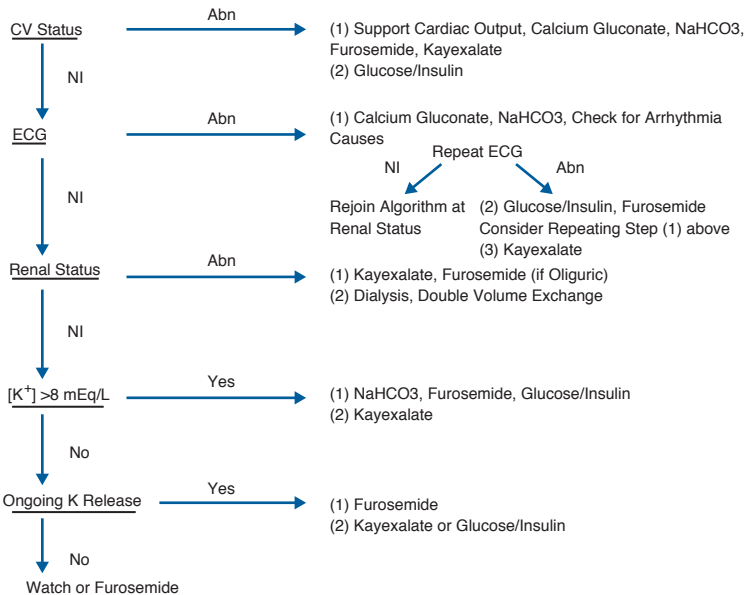 Abn
CV Status
(1) Support Cardiac Output, Calcium Gluconate, NaHCO3,
Furosemide, Kayexalate
(2) Glucose/Insulin
Nl
Abn
ECG
(1) Calcium Gluconate, NaHCO3, Check for Arrhythmia
Causes
Repeat ECG
Nl
Abn
Nl
Rejoin Algorithm at
Renal Status
(2) Glucose/Insulin, Furosemide
Consider Repeating Step (1) above
(3) Kayexalate
Renal Status
Abn
(1) Kayexalate, Furosemide (if Oliguric)
(2) Dialysis, Double Volume Exchange
Nl
[K+] >8 mEq/L
Yes
(1) NaHCO3, Furosemide, Glucose/Insulin
(2) Kayexalate
No
Ongoing K Release
Yes
(1) Furosemide
(2) Kayexalate or Glucose/Insulin
No
Watch or Furosemide